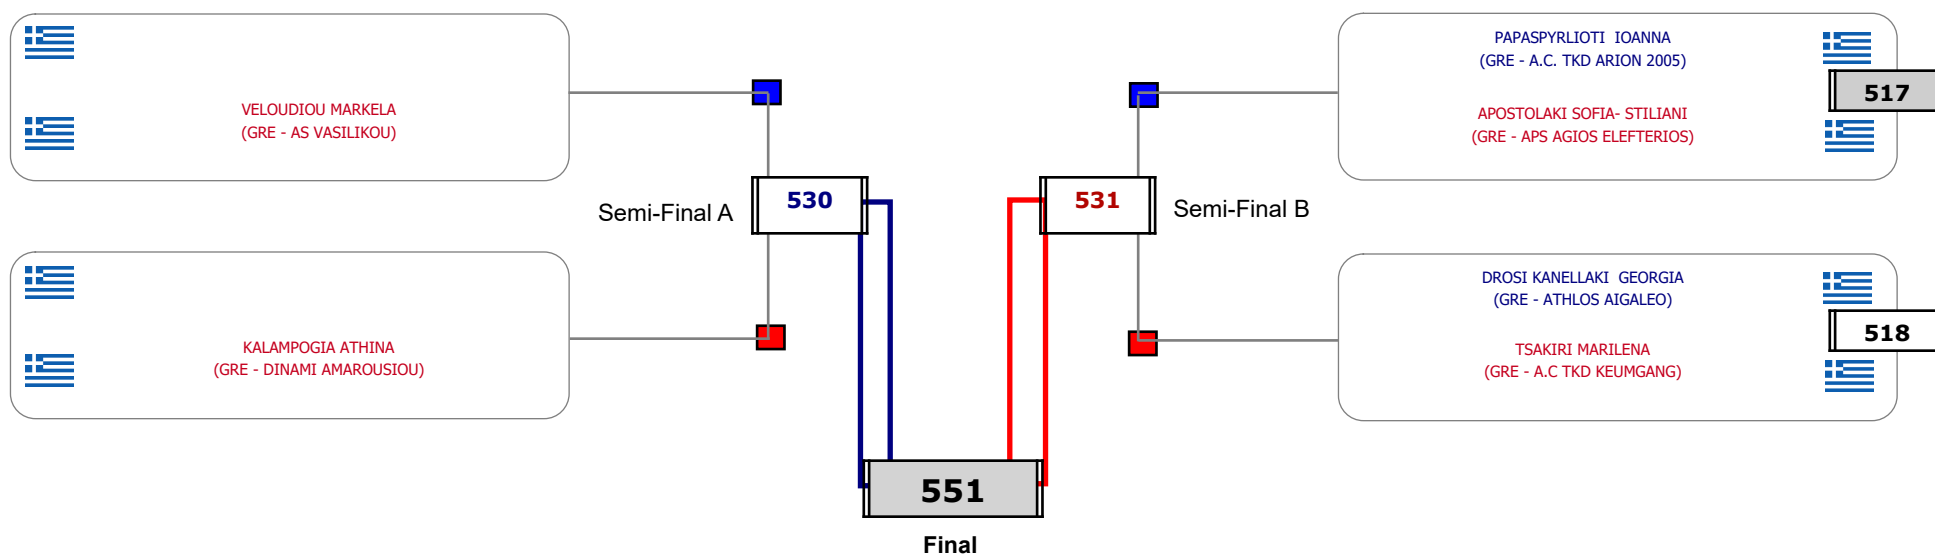 VELOUDIOU MARKELA
(GRE - AS VASILIKOU)
KALAMPOGIA ATHINA
(GRE - DINAMI AMAROUSIOU)
Semi-Final A
530
531
Semi-Final B
551
Final
PAPASPYRLIOTI  IOANNA
(GRE - A.C. TKD ARION 2005)
517
APOSTOLAKI SOFIA- STILIANI
(GRE - APS AGIOS ELEFTERIOS)
DROSI KANELLAKI  GEORGIA
(GRE - ATHLOS AIGALEO)
518
TSAKIRI MARILENA
(GRE - A.C TKD KEUMGANG)